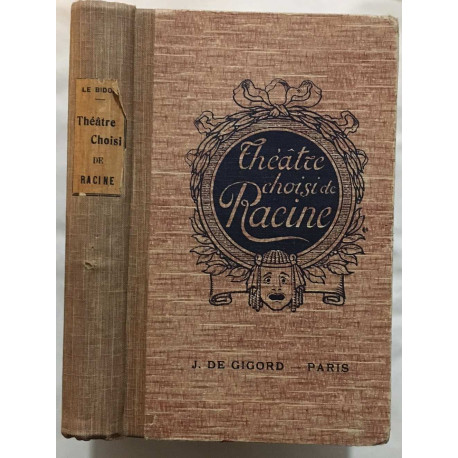 LE BIDO
Théâtre
Choisi
DE
RACINE
Théâtre
choisi de
Racine
J. DE GIGORD — PARIS